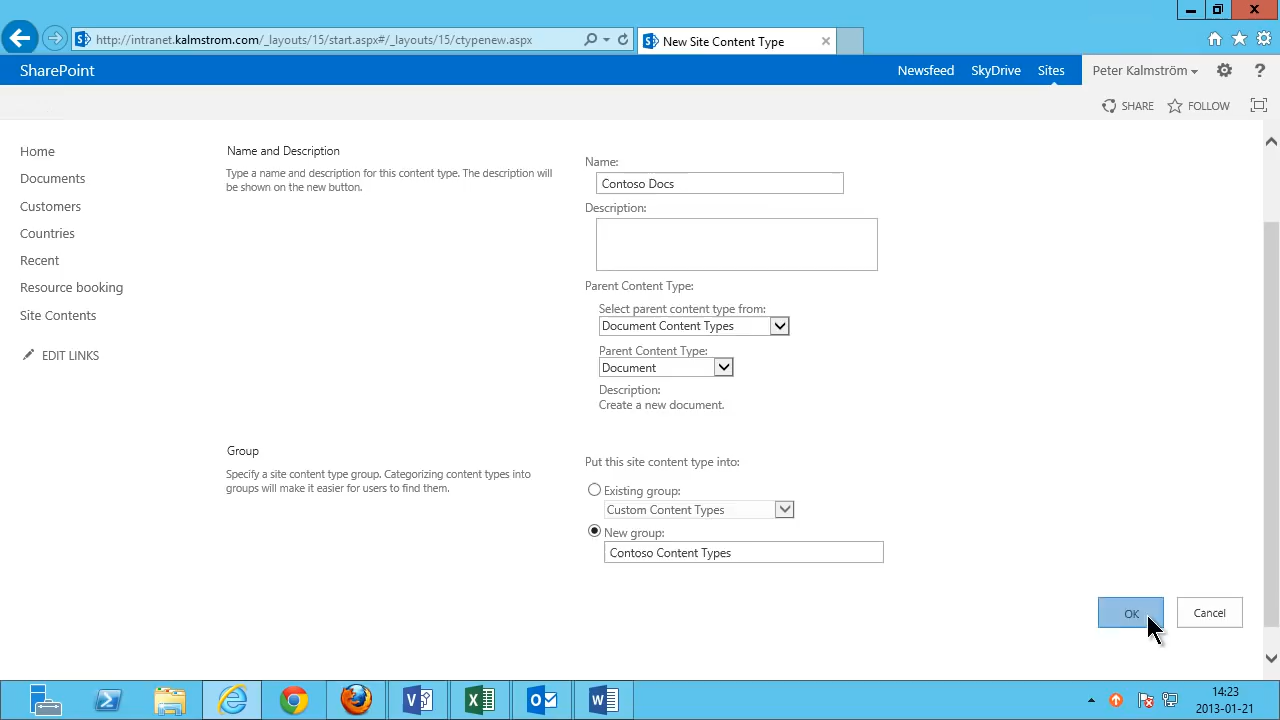 http://intranet.kalmstrom.com/_layouts/15/start.aspx#/_layouts/15/ctypenew.aspx
New Site Content Type
SharePoint
Newsfeed
SkyDrive
Sites
Peter Kalmström
?
SHARE
FOLLOW
Home
Documents
Customers
Countries
Recent
Resource booking
Site Contents
EDIT LINKS
Name and Description
Type a name and description for this content type. The description will
be shown on the new button.
Name:
Contoso Docs
Description:
Parent Content Type:
Select parent content type from:
Document Content Types
Parent Content Type:
Document
Description:
Create a new document.
Group
Specify a site content type group. Categorizing content types into
groups will make it easier for users to find them.
Put this site content type into:
Existing group:
Custom Content Types
New group:
Contoso Content Types
OK
Cancel
14:23
2013-01-21